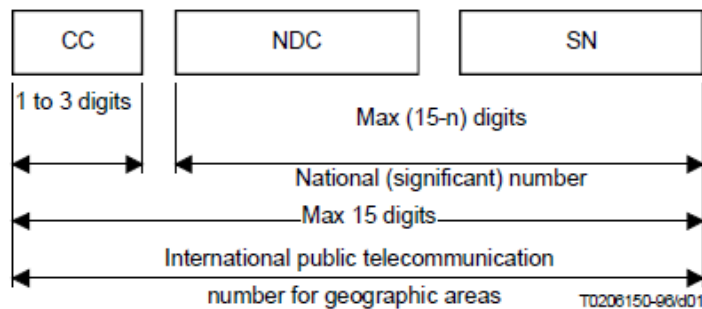 CC NDC SN
1 to 3 digits
Max (15-n) digits
National (significant) number
Max 15 digits
International public telecommunication
number for geographic areas
T0206150-96/d01